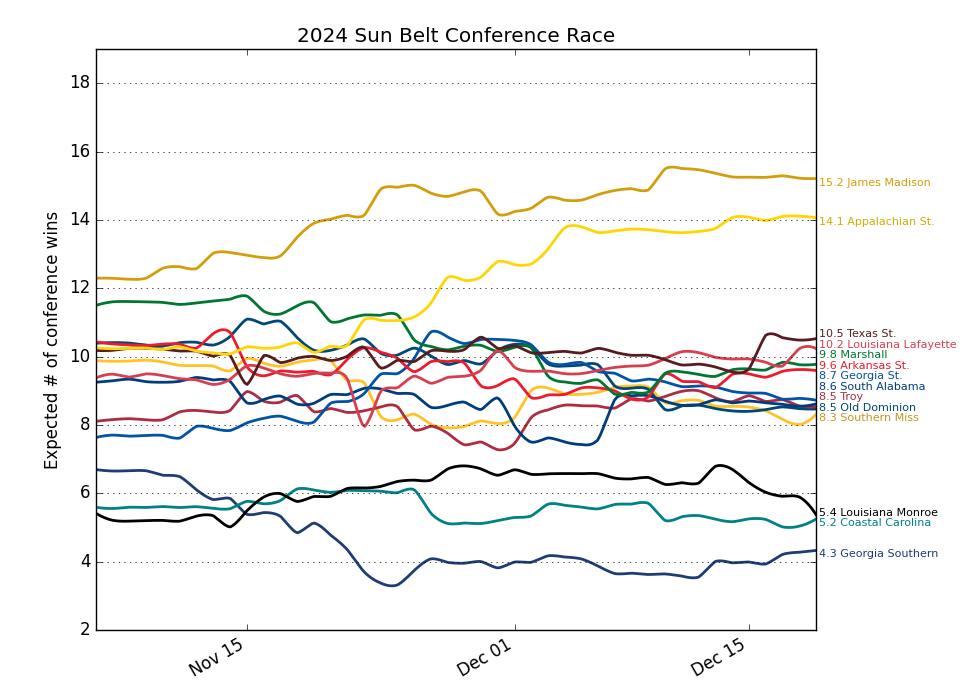 2024 Sun Belt Conference Race
Expected # of conference wins
18
16
14
12
10
8
6
4
2
Nov 15
Dec 01
Dec 15
15.2 James Madison
14.1 Appalachian St.
10.5 Texas St.
10.2 Louisiana Lafayette
9.8 Marshall
9.6 Arkansas St.
8.7 Georgia St.
8.6 South Alabama
8.5 Troy
8.5 Old Dominion
8.3 Southern Miss
5.4 Louisiana Monroe
5.2 Coastal Carolina
4.3 Georgia Southern